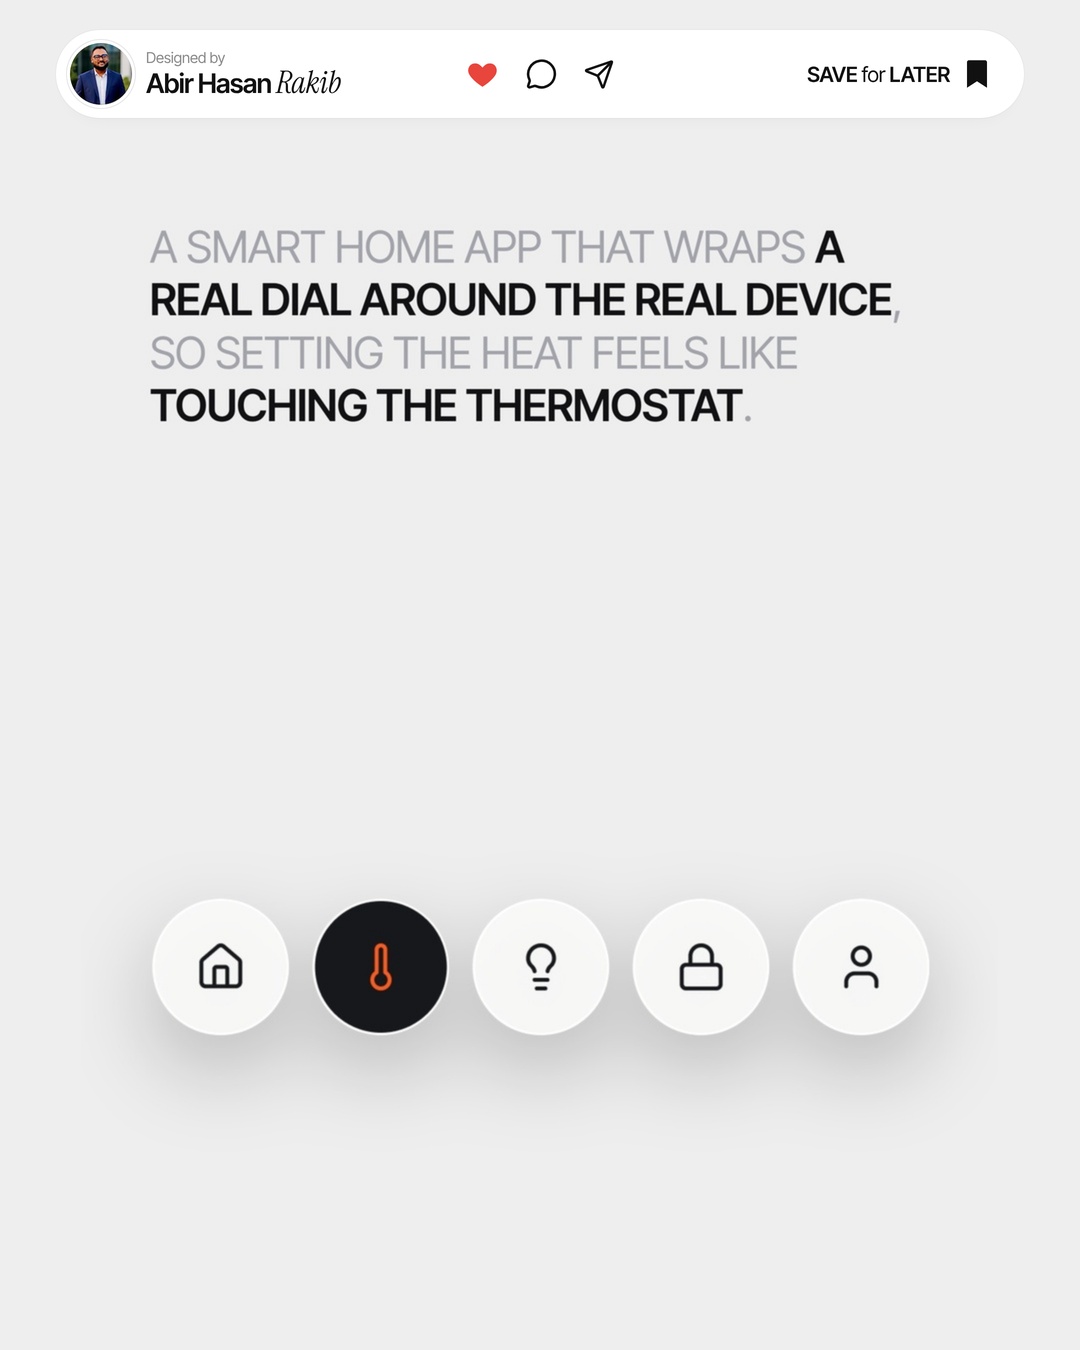 Designed by
Abir Hasan Rakib
SAVE for LATER
A SMART HOME APP THAT WRAPS A
REAL DIAL AROUND THE REAL DEVICE,
SO SETTING THE HEAT FEELS LIKE
TOUCHING THE THERMOSTAT.